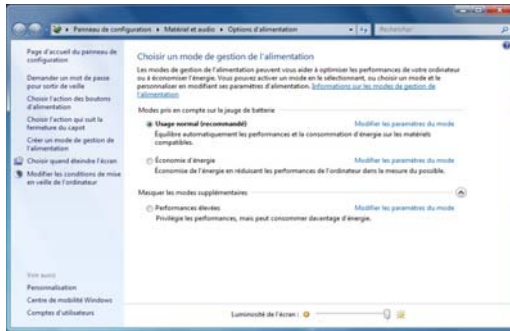 Panneau de configuration
Matériel et audio
Options d'alimentation
Rechercher
Page d'accueil du panneau de
configuration
Demander un mot de passe
pour sortir de veille
Choisir l'action des boutons
d'alimentation
Choisir l'action qui suit la
fermeture du capot
Créer un mode de gestion de
l'alimentation
Choisir quand éteindre l'écran
Modifier les conditions de mise
en veille de l'ordinateur
Voir aussi
Personnalisation
Centre de mobilité Windows
Comptes d'utilisateurs
Choisir un mode de gestion de l'alimentation
Les modes de gestion de l'alimentation peuvent vous aider à optimiser les performances de votre ordinateur
ou à économiser l'énergie. Vous pouvez activer un mode en le sélectionnant, ou choisir un mode et le
personnaliser en modifiant ses paramètres d'alimentation. Informations sur les modes de gestion de
l'alimentation
Modes pris en compte sur la jauge de batterie
Usage normal (recommandé) Modifier les paramètres du mode
Équilibre automatiquement les performances et la consommation d'énergie sur les matériels
compatibles.
Économie d'énergie Modifier les paramètres du mode
Économise de l'énergie en réduisant les performances de l'ordinateur dans la mesure du possible.
Masquer les modes supplémentaires
Performances élevées Modifier les paramètres du mode
Privilégie les performances, mais peut consommer davantage d'énergie.
Luminosité de l'écran :